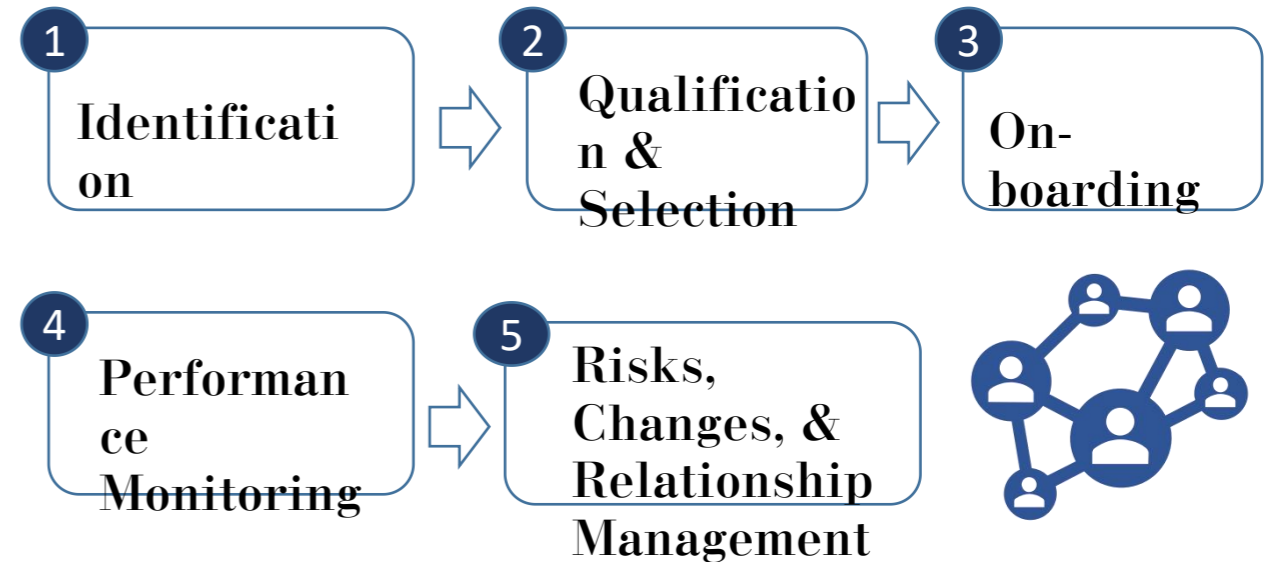 1
Identificati
on
2
Qualificatio
n &
Selection
3
On-
boarding
4
Performan
ce
Monitoring
5
Risks,
Changes, &
Relationship
Management